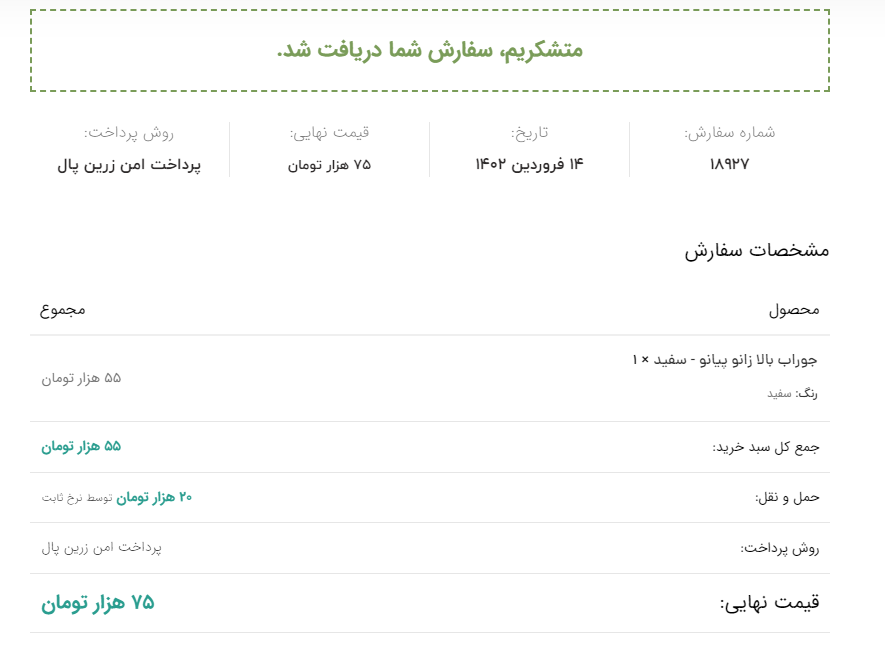 متشکریم، سفارش شما دریافت شد.
شماره سفارش:
۱۸۹۲۷
تاریخ:
۱۴ فروردین ۱۴۰۲
قیمت نهایی:
۷۵ هزار تومان
روش پرداخت:
پرداخت امن زرین پال
مشخصات سفارش
محصول مجموع
جوراب بالا زانو پیانو - سفید × ۱
رنگ: سفید
۵۵ هزار تومان
جمع کل سبد خرید: ۵۵ هزار تومان
حمل و نقل: ۲۰ هزار تومان توسط نرخ ثابت
روش پرداخت: پرداخت امن زرین پال
قیمت نهایی: ۷۵ هزار تومان